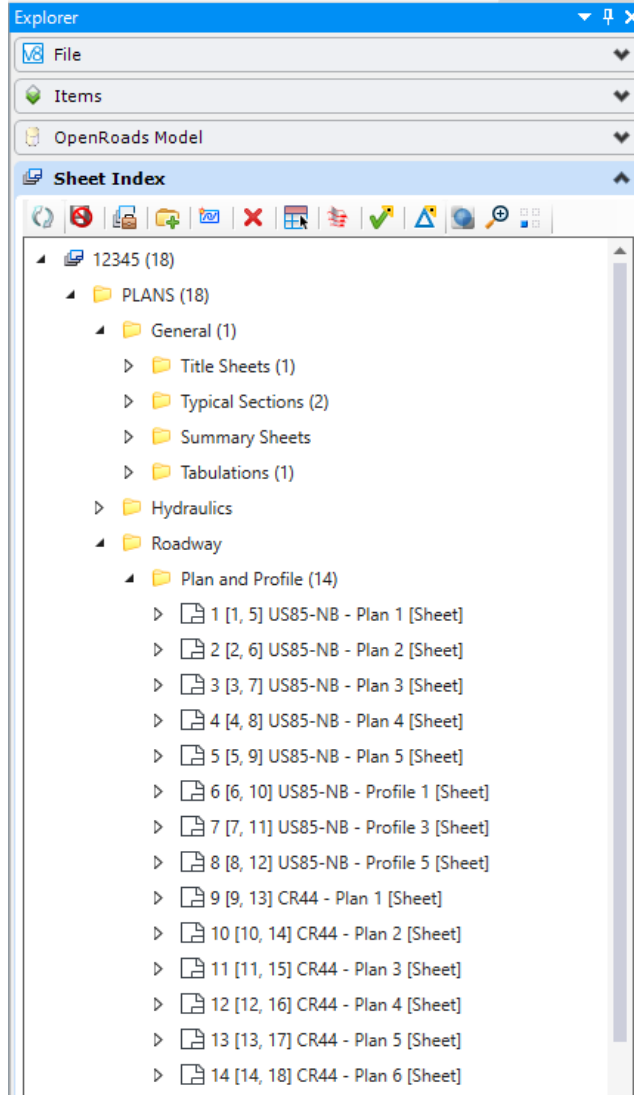 Explorer
V8 File
Items
OpenRoads Model
Sheet Index
12345 (18)
PLANS (18)
General (1)
Title Sheets (1)
Typical Sections (2)
Summary Sheets
Tabulations (1)
Hydraulics
Roadway
Plan and Profile (14)
1 [1, 5] US85-NB - Plan 1 [Sheet]
2 [2, 6] US85-NB - Plan 2 [Sheet]
3 [3, 7] US85-NB - Plan 3 [Sheet]
4 [4, 8] US85-NB - Plan 4 [Sheet]
5 [5, 9] US85-NB - Plan 5 [Sheet]
6 [6, 10] US85-NB - Profile 1 [Sheet]
7 [7, 11] US85-NB - Profile 3 [Sheet]
8 [8, 12] US85-NB - Profile 5 [Sheet]
9 [9, 13] CR44 - Plan 1 [Sheet]
10 [10, 14] CR44 - Plan 2 [Sheet]
11 [11, 15] CR44 - Plan 3 [Sheet]
12 [12, 16] CR44 - Plan 4 [Sheet]
13 [13, 17] CR44 - Plan 5 [Sheet]
14 [14, 18] CR44 - Plan 6 [Sheet]